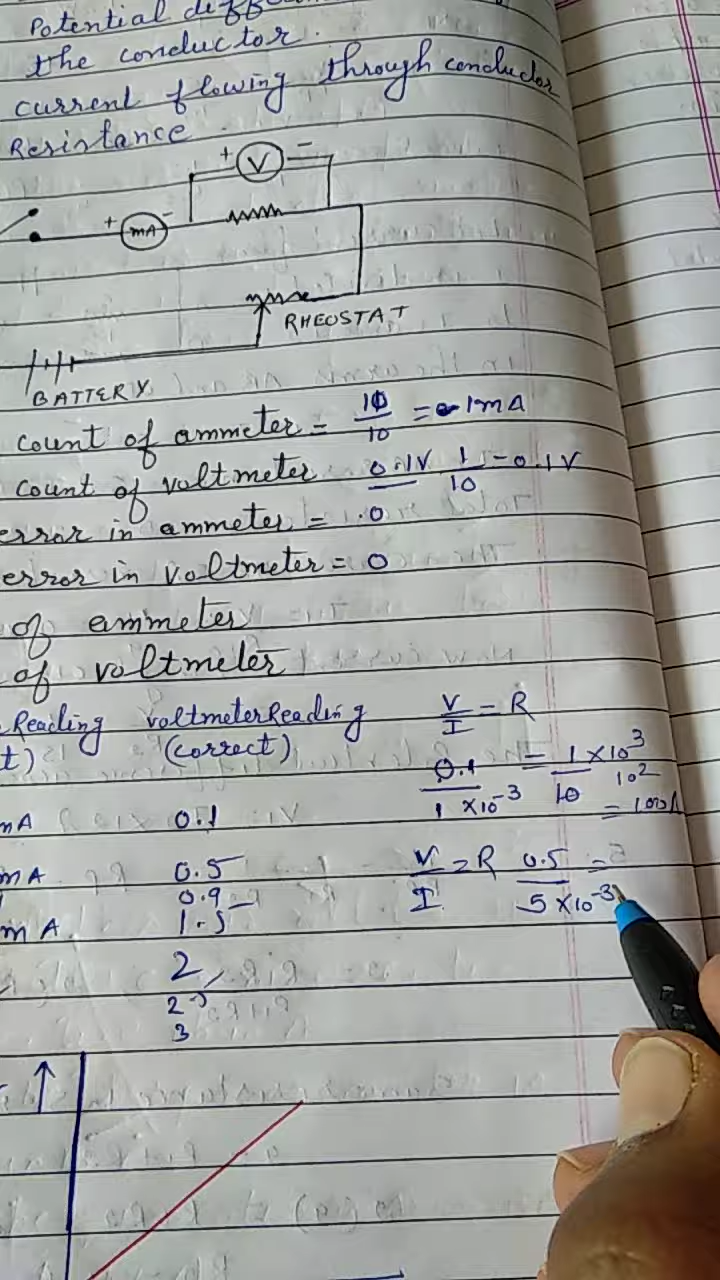 Potential diff
the conductor.
current flowing through conductor
Resistance
+ V -
+ mA -
RHEOSTAT
BATTERY
count of ammeter = 10/10 = 1mA
count of voltmeter 0.1V 1/10 = 0.1V
error in ammeter = .0
error in voltmeter = 0
of ammeter
of voltmeter
Reading voltmeter Reading V/I = R
t) (correct)
0.1/1 × 10⁻³ = 1/10 × 10³ 10²
mA 0.1 = 100
mA 0.5 V/I = R 0.5/5 × 10⁻³ =
0.9
mA. 1.5
2
3